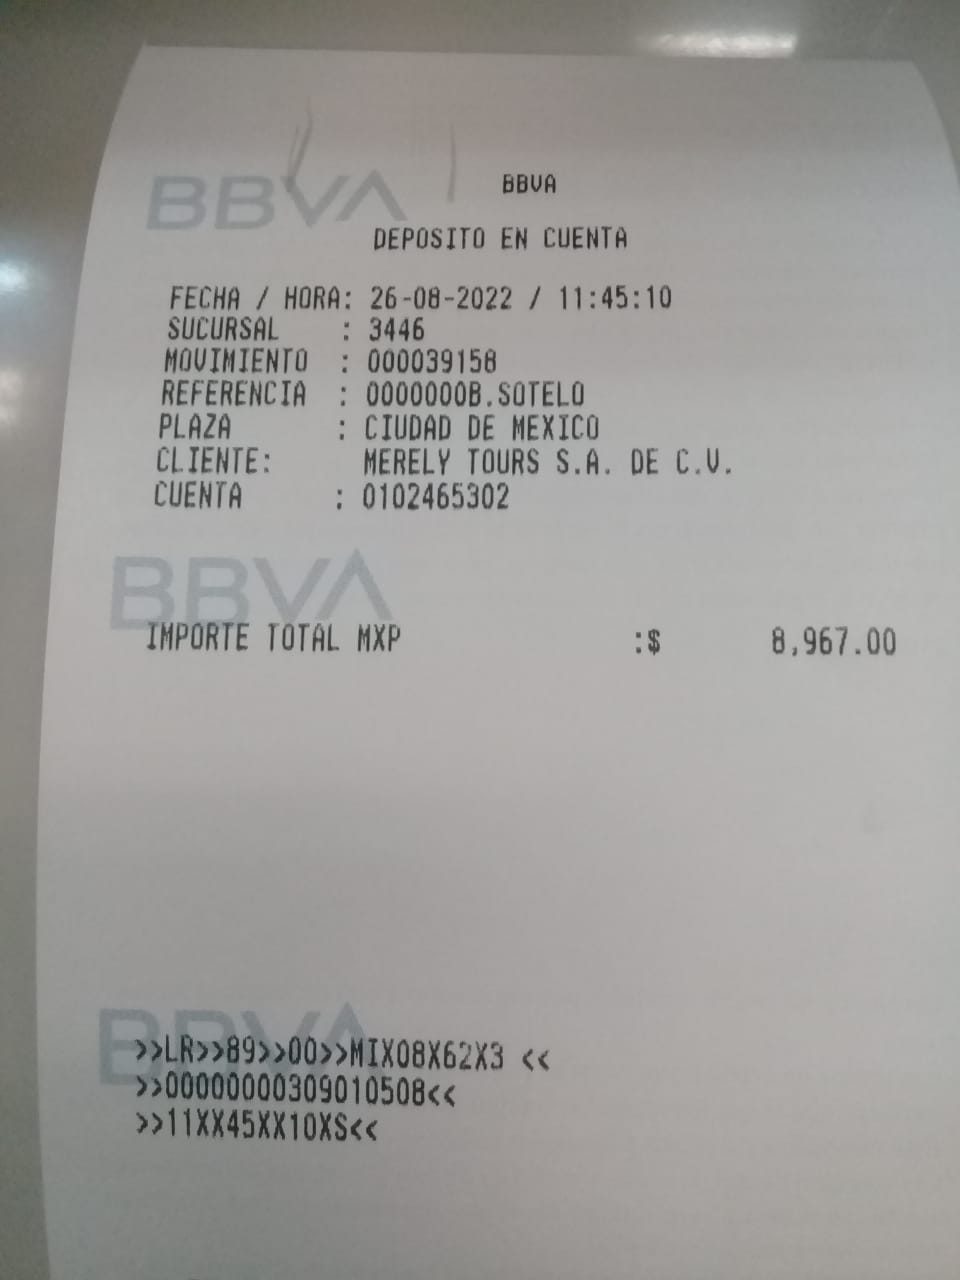 BBVA
BBVA
DEPOSITO EN CUENTA
FECHA / HORA: 26-08-2022 / 11:45:10
SUCURSAL : 3446
MOVIMIENTO : 000039158
REFERENCIA : 0000000B.SOTELO
PLAZA : CIUDAD DE MEXICO
CLIENTE: MERELY TOURS S.A. DE C.V.
CUENTA : 0102465302
BBVA
IMPORTE TOTAL MXP :$ 8,967.00
BBVA
>>LR>>89>>00>>MIX08X62X3 <<
>>00000000309010508<<
>>11XX45XX10XS<<